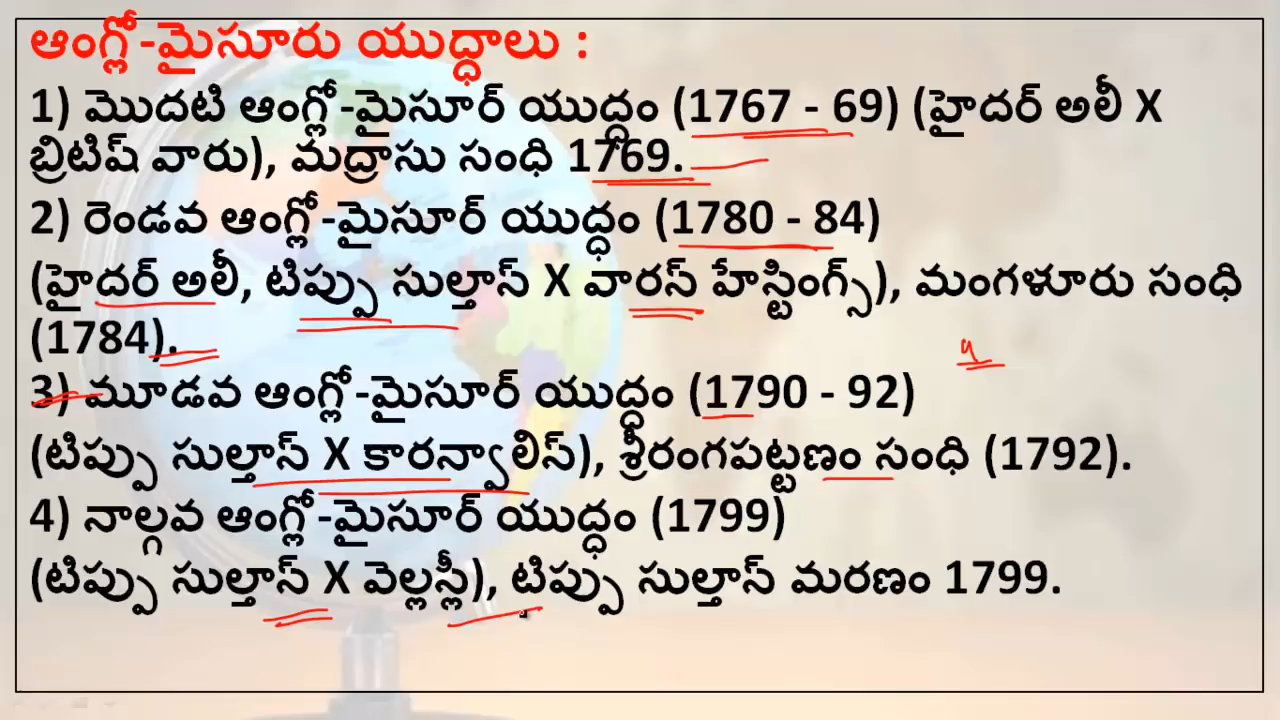 ఆంగ్లో-మైసూరు యుద్ధాలు :
1) మొదటి ఆంగ్లో-మైసూర్ యుద్ధం (1767 - 69) (హైదర్ అలీ X
బ్రిటిష్ వారు), మద్రాసు సంధి 1769.
2) రెండవ ఆంగ్లో-మైసూర్ యుద్ధం (1780 - 84)
(హైదర్ అలీ, టిప్పు సుల్తాన్ X వారన్ హేస్టింగ్స్), మంగళూరు సంధి
(1784).
3) మూడవ ఆంగ్లో-మైసూర్ యుద్ధం (1790 - 92)
(టిప్పు సుల్తాన్ X కారన్వాలిస్), శ్రీరంగపట్టణం సంధి (1792).
4) నాల్గవ ఆంగ్లో-మైసూర్ యుద్ధం (1799)
(టిప్పు సుల్తాన్ X వెల్లస్లీ), టిప్పు సుల్తాన్ మరణం 1799.